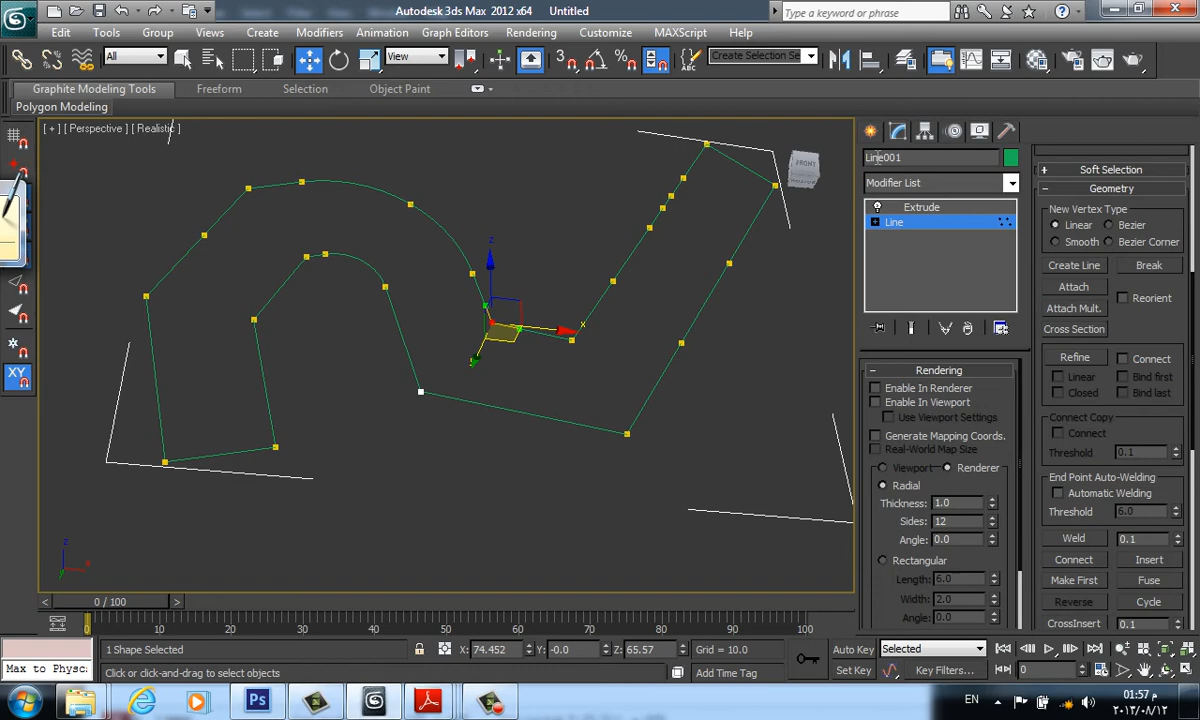 Autodesk 3ds Max 2012 x64 Untitled
Type a keyword or phrase
Edit Tools Group Views Create Modifiers Animation Graph Editors Rendering Customize MAXScript Help
All View 3 Create Selection Se
Graphite Modeling Tools Freeform Selection Object Paint
Polygon Modeling
[ + ] [ Perspective ] [ Realistic ]
FRONT
z
x
z
x
y
XY
Line001
Modifier List
Extrude
Line
Rendering
Enable In Renderer
Enable In Viewport
Use Viewport Settings
Generate Mapping Coords.
Real-World Map Size
Viewport Renderer
Radial
Thickness: 1.0
Sides: 12
Angle: 0.0
Rectangular
Length: 6.0
Width: 2.0
Angle: 0.0
Soft Selection
Geometry
New Vertex Type
Linear Bezier
Smooth Bezier Corner
Create Line Break
Attach Reorient
Attach Mult.
Cross Section
Refine Connect
Linear Bind first
Closed Bind last
Connect Copy
Connect
Threshold 0.1
End Point Auto-Welding
Automatic Welding
Threshold 6.0
Weld 0.1
Connect Insert
Make First Fuse
Reverse Cycle
CrossInsert 0.1
< 0 / 100 >
0 10 20 30 40 50 60 70 80 90 100
1 Shape Selected X: 74.452 Y: -0.0 Z: 65.57 Grid = 10.0 Auto Key Selected
Max to Physc Click or click-and-drag to select objects Add Time Tag Set Key Key Filters... 0
Ps EN م 01:57
٢٠١٣/٠٨/١٢